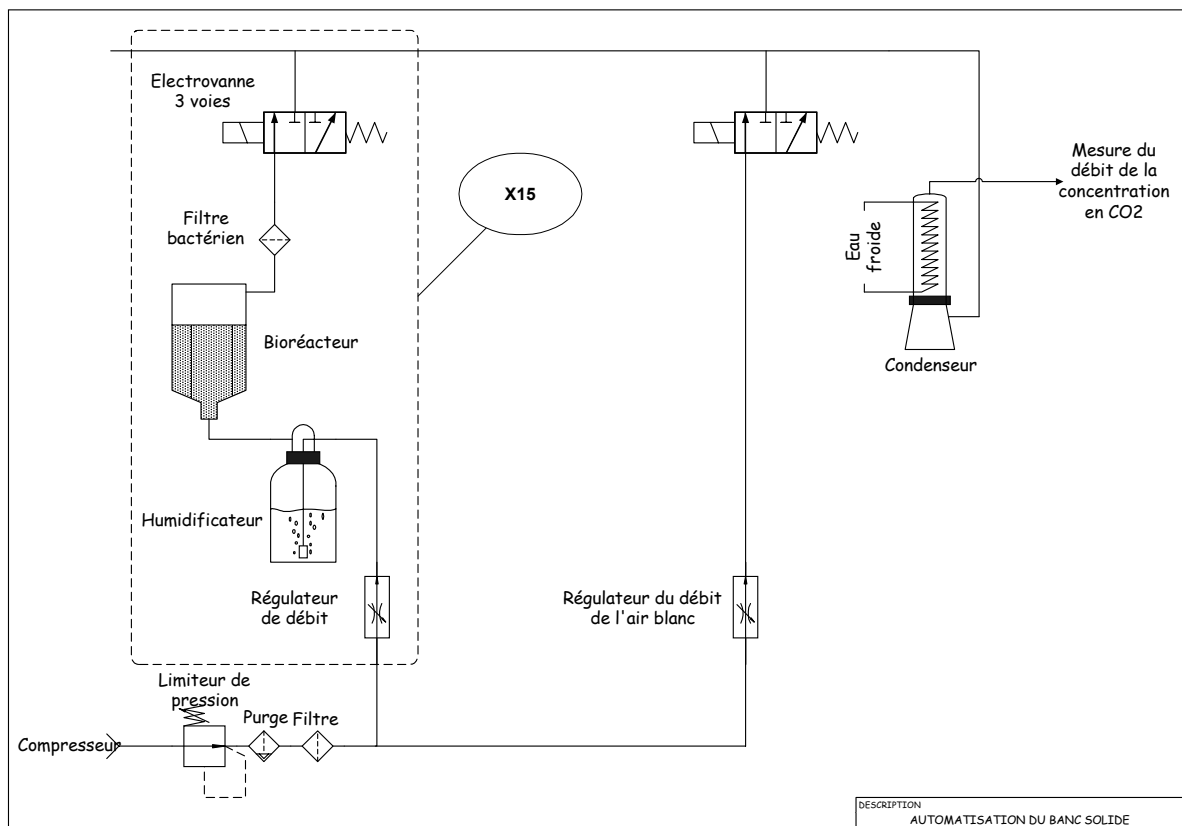 Electrovanne
3 voies
X15
Mesure du
débit de la
concentration
en CO2
Filtre
bactérien
Eau
froide
Bioréacteur
Condenseur
Humidificateur
Régulateur
de débit
Régulateur du débit
de l'air blanc
Limiteur de
pression
Purge
Filtre
Compresseur
DESCRIPTION
AUTOMATISATION DU BANC SOLIDE